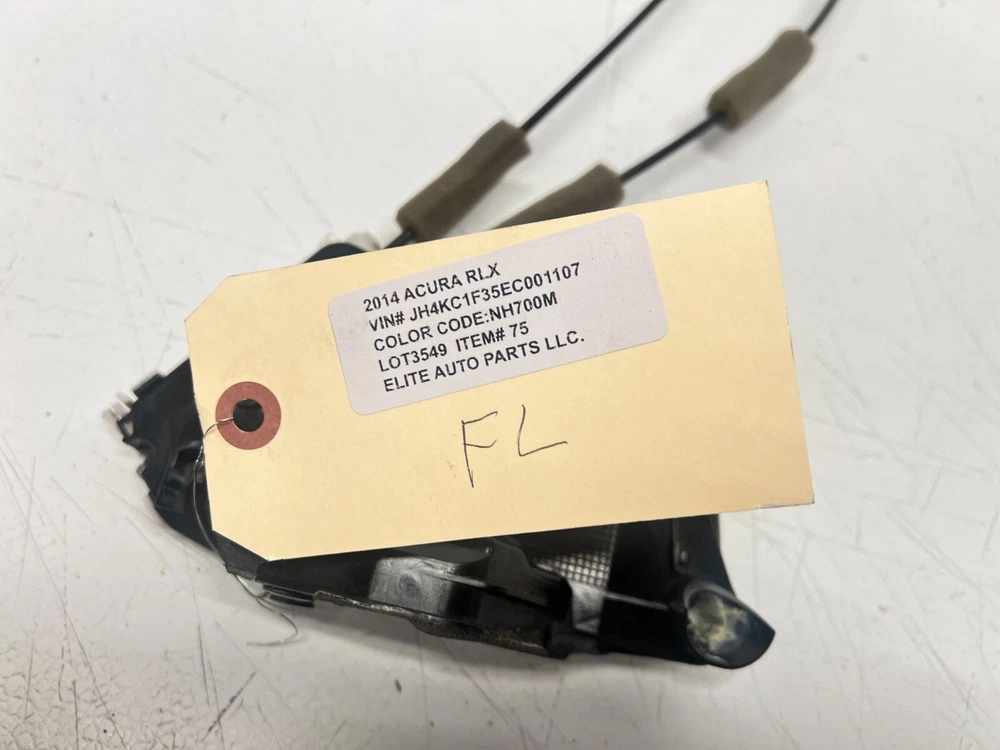 2014 ACURA RLX
VIN# JH4KC1F35EC001107
COLOR CODE:NH700M
LOT3549 ITEM# 75
ELITE AUTO PARTS LLC.
FL